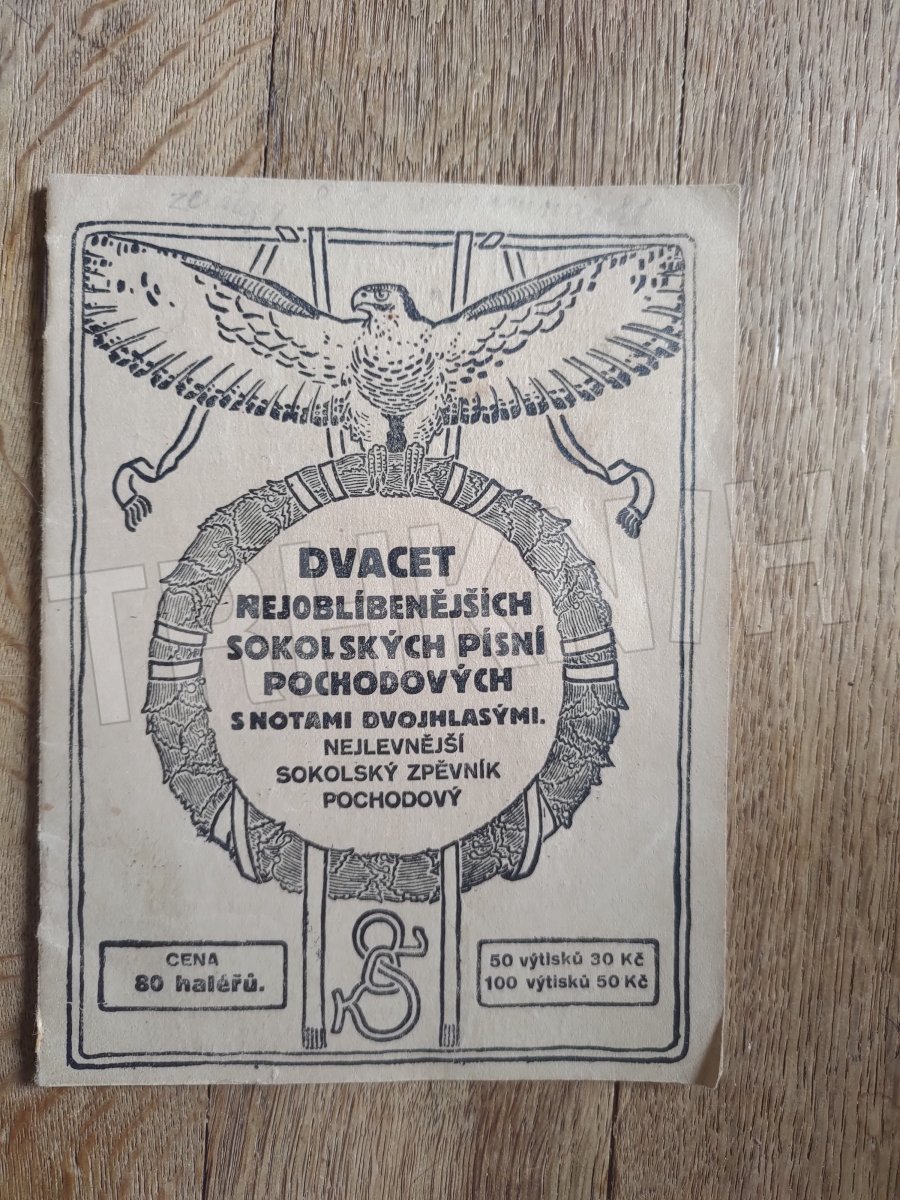 DVACET
NEJOBLÍBENĚJŠÍCH
SOKOLSKÝCH PÍSNÍ
POCHODOVÝCH
S NOTAMI DVOJHLASÝMI.
NEJLEVNĚJŠÍ
SOKOLSKÝ ZPĚVNÍK
POCHODOVÝ
CENA
80 haléřů.
50 výtisků 30 Kč
100 výtisků 50 Kč
TRHKNIH